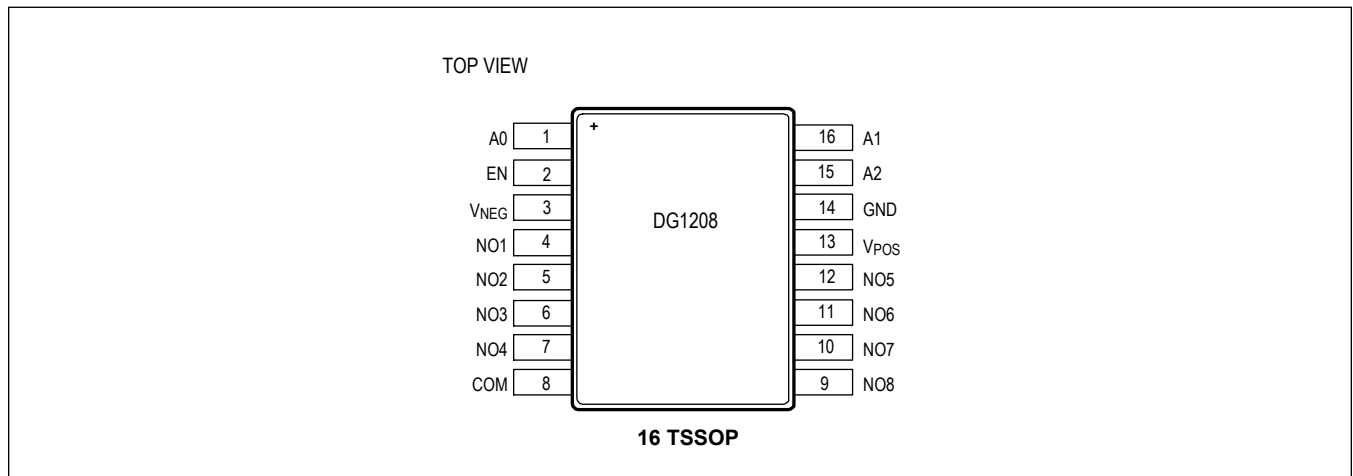 TOP VIEW
+
A0 1 16 A1
EN 2 15 A2
VNEG 3 14 GND
DG1208
NO1 4 13 VPOS
NO2 5 12 NO5
NO3 6 11 NO6
NO4 7 10 NO7
COM 8 9 NO8
16 TSSOP